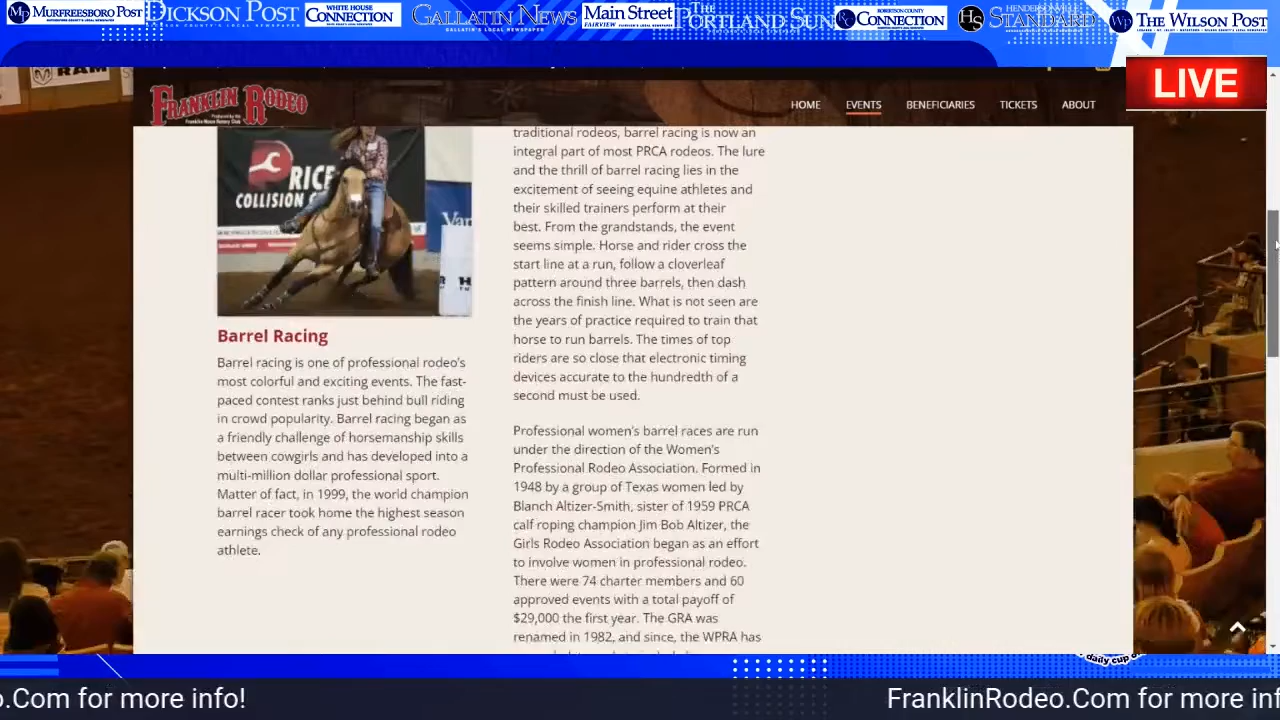 MURFREESBORO POST
DICKSON POST
WHITE HOUSE
CONNECTION
GALLATIN NEWS
GALLATIN'S LOCAL NEWSPAPER
Main Street
FAIRVIEW
THE
PORTLAND SUN
ROBERTSON COUNTY
CONNECTION
HENDERSONVILLE
STANDARD
THE WILSON POST
LIVE
RAM
FRANKLIN RODEO
Produced by the
Franklin Noon Rotary Club
HOME EVENTS BENEFICIARIES TICKETS ABOUT
RICE
COLLISION
Van
Barrel Racing
Barrel racing is one of professional rodeo's
most colorful and exciting events. The fast-
paced contest ranks just behind bull riding
in crowd popularity. Barrel racing began as
a friendly challenge of horsemanship skills
between cowgirls and has developed into a
multi-million dollar professional sport.
Matter of fact, in 1999, the world champion
barrel racer took home the highest season
earnings check of any professional rodeo
athlete.
traditional rodeos, barrel racing is now an
integral part of most PRCA rodeos. The lure
and the thrill of barrel racing lies in the
excitement of seeing equine athletes and
their skilled trainers perform at their
best. From the grandstands, the event
seems simple. Horse and rider cross the
start line at a run, follow a cloverleaf
pattern around three barrels, then dash
across the finish line. What is not seen are
the years of practice required to train that
horse to run barrels. The times of top
riders are so close that electronic timing
devices accurate to the hundredth of a
second must be used.
Professional women's barrel races are run
under the direction of the Women's
Professional Rodeo Association. Formed in
1948 by a group of Texas women led by
Blanch Altizer-Smith, sister of 1959 PRCA
calf roping champion Jim Bob Altizer, the
Girls Rodeo Association began as an effort
to involve women in professional rodeo.
There were 74 charter members and 60
approved events with a total payoff of
$29,000 the first year. The GRA was
renamed in 1982, and since, the WPRA has
daily cup
o.Com for more info!
FranklinRodeo.Com for more inf